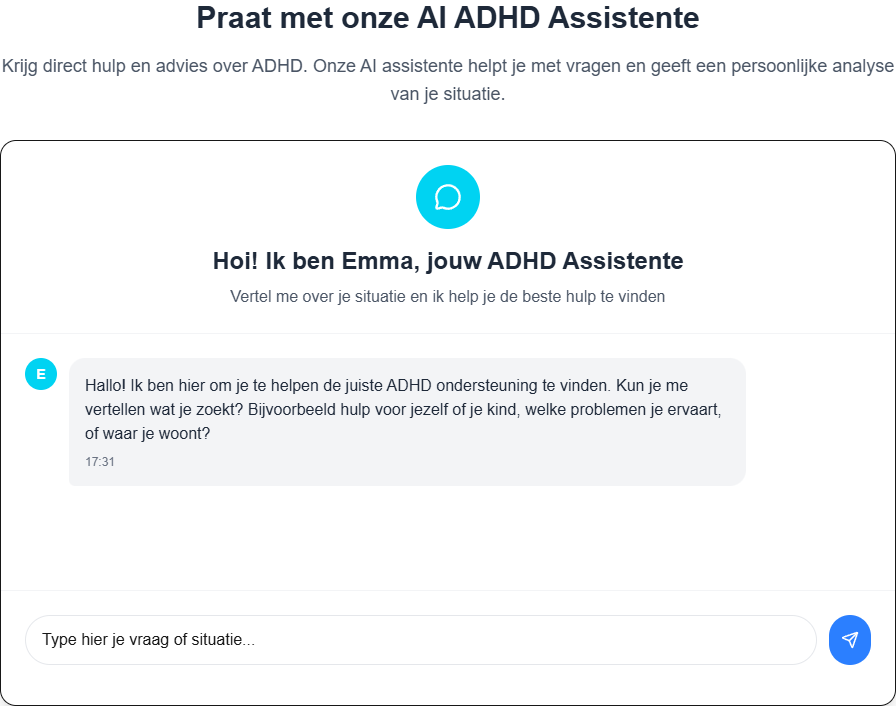 Praat met onze AI ADHD Assistente
Krijg direct hulp en advies over ADHD. Onze AI assistente helpt je met vragen en geeft een persoonlijke analyse
van je situatie.
Hoi! Ik ben Emma, jouw ADHD Assistente
Vertel me over je situatie en ik help je de beste hulp te vinden
E
Hallo! Ik ben hier om je te helpen de juiste ADHD ondersteuning te vinden. Kun je me
vertellen wat je zoekt? Bijvoorbeeld hulp voor jezelf of je kind, welke problemen je ervaart,
of waar je woont?
17:31
Type hier je vraag of situatie...